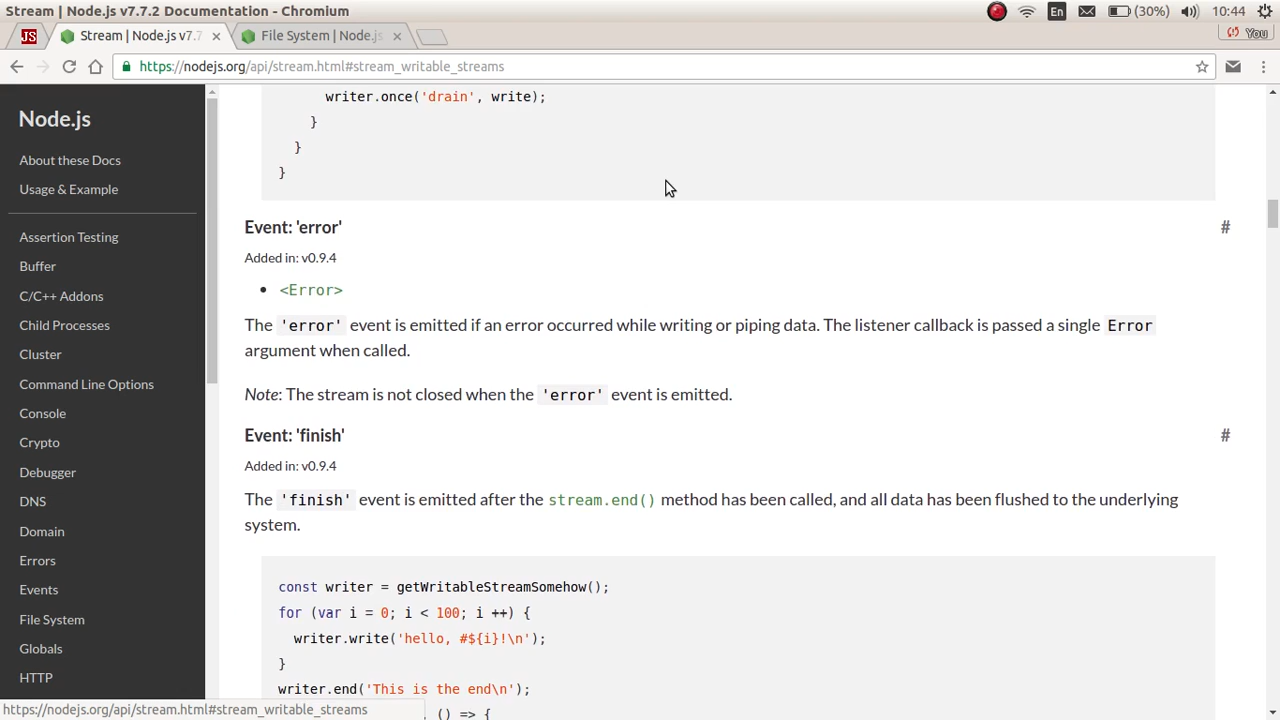 Stream | Node.js v7.7.2 Documentation - Chromium
En
(30%)
10:44
JS
Stream | Node.js v7.7
File System | Node.js
You
https://nodejs.org/api/stream.html#stream_writable_streams
Node.js
About these Docs
Usage & Example
Assertion Testing
Buffer
C/C++ Addons
Child Processes
Cluster
Command Line Options
Console
Crypto
Debugger
DNS
Domain
Errors
Events
File System
Globals
HTTP
writer.once('drain', write);
}
}
}
Event: 'error'
#
Added in: v0.9.4
• <Error>
The 'error' event is emitted if an error occurred while writing or piping data. The listener callback is passed a single Error
argument when called.
Note: The stream is not closed when the 'error' event is emitted.
Event: 'finish'
#
Added in: v0.9.4
The 'finish' event is emitted after the stream.end() method has been called, and all data has been flushed to the underlying
system.
const writer = getWritableStreamSomehow();
for (var i = 0; i < 100; i ++) {
writer.write('hello, #${i}!\n');
}
writer.end('This is the end\n');
() => {
https://nodejs.org/api/stream.html#stream_writable_streams